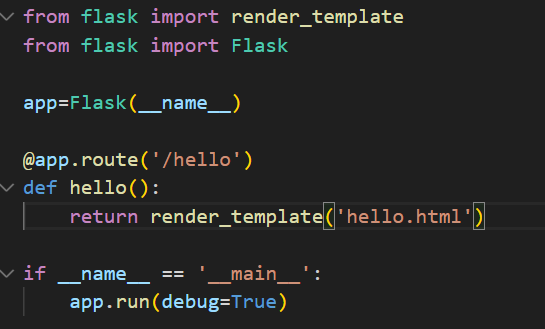 from flask import render_template
from flask import Flask
app=Flask(__name__)
@app.route('/hello')
def hello():
    return render_template('hello.html')
if __name__ == '__main__':
    app.run(debug=True)